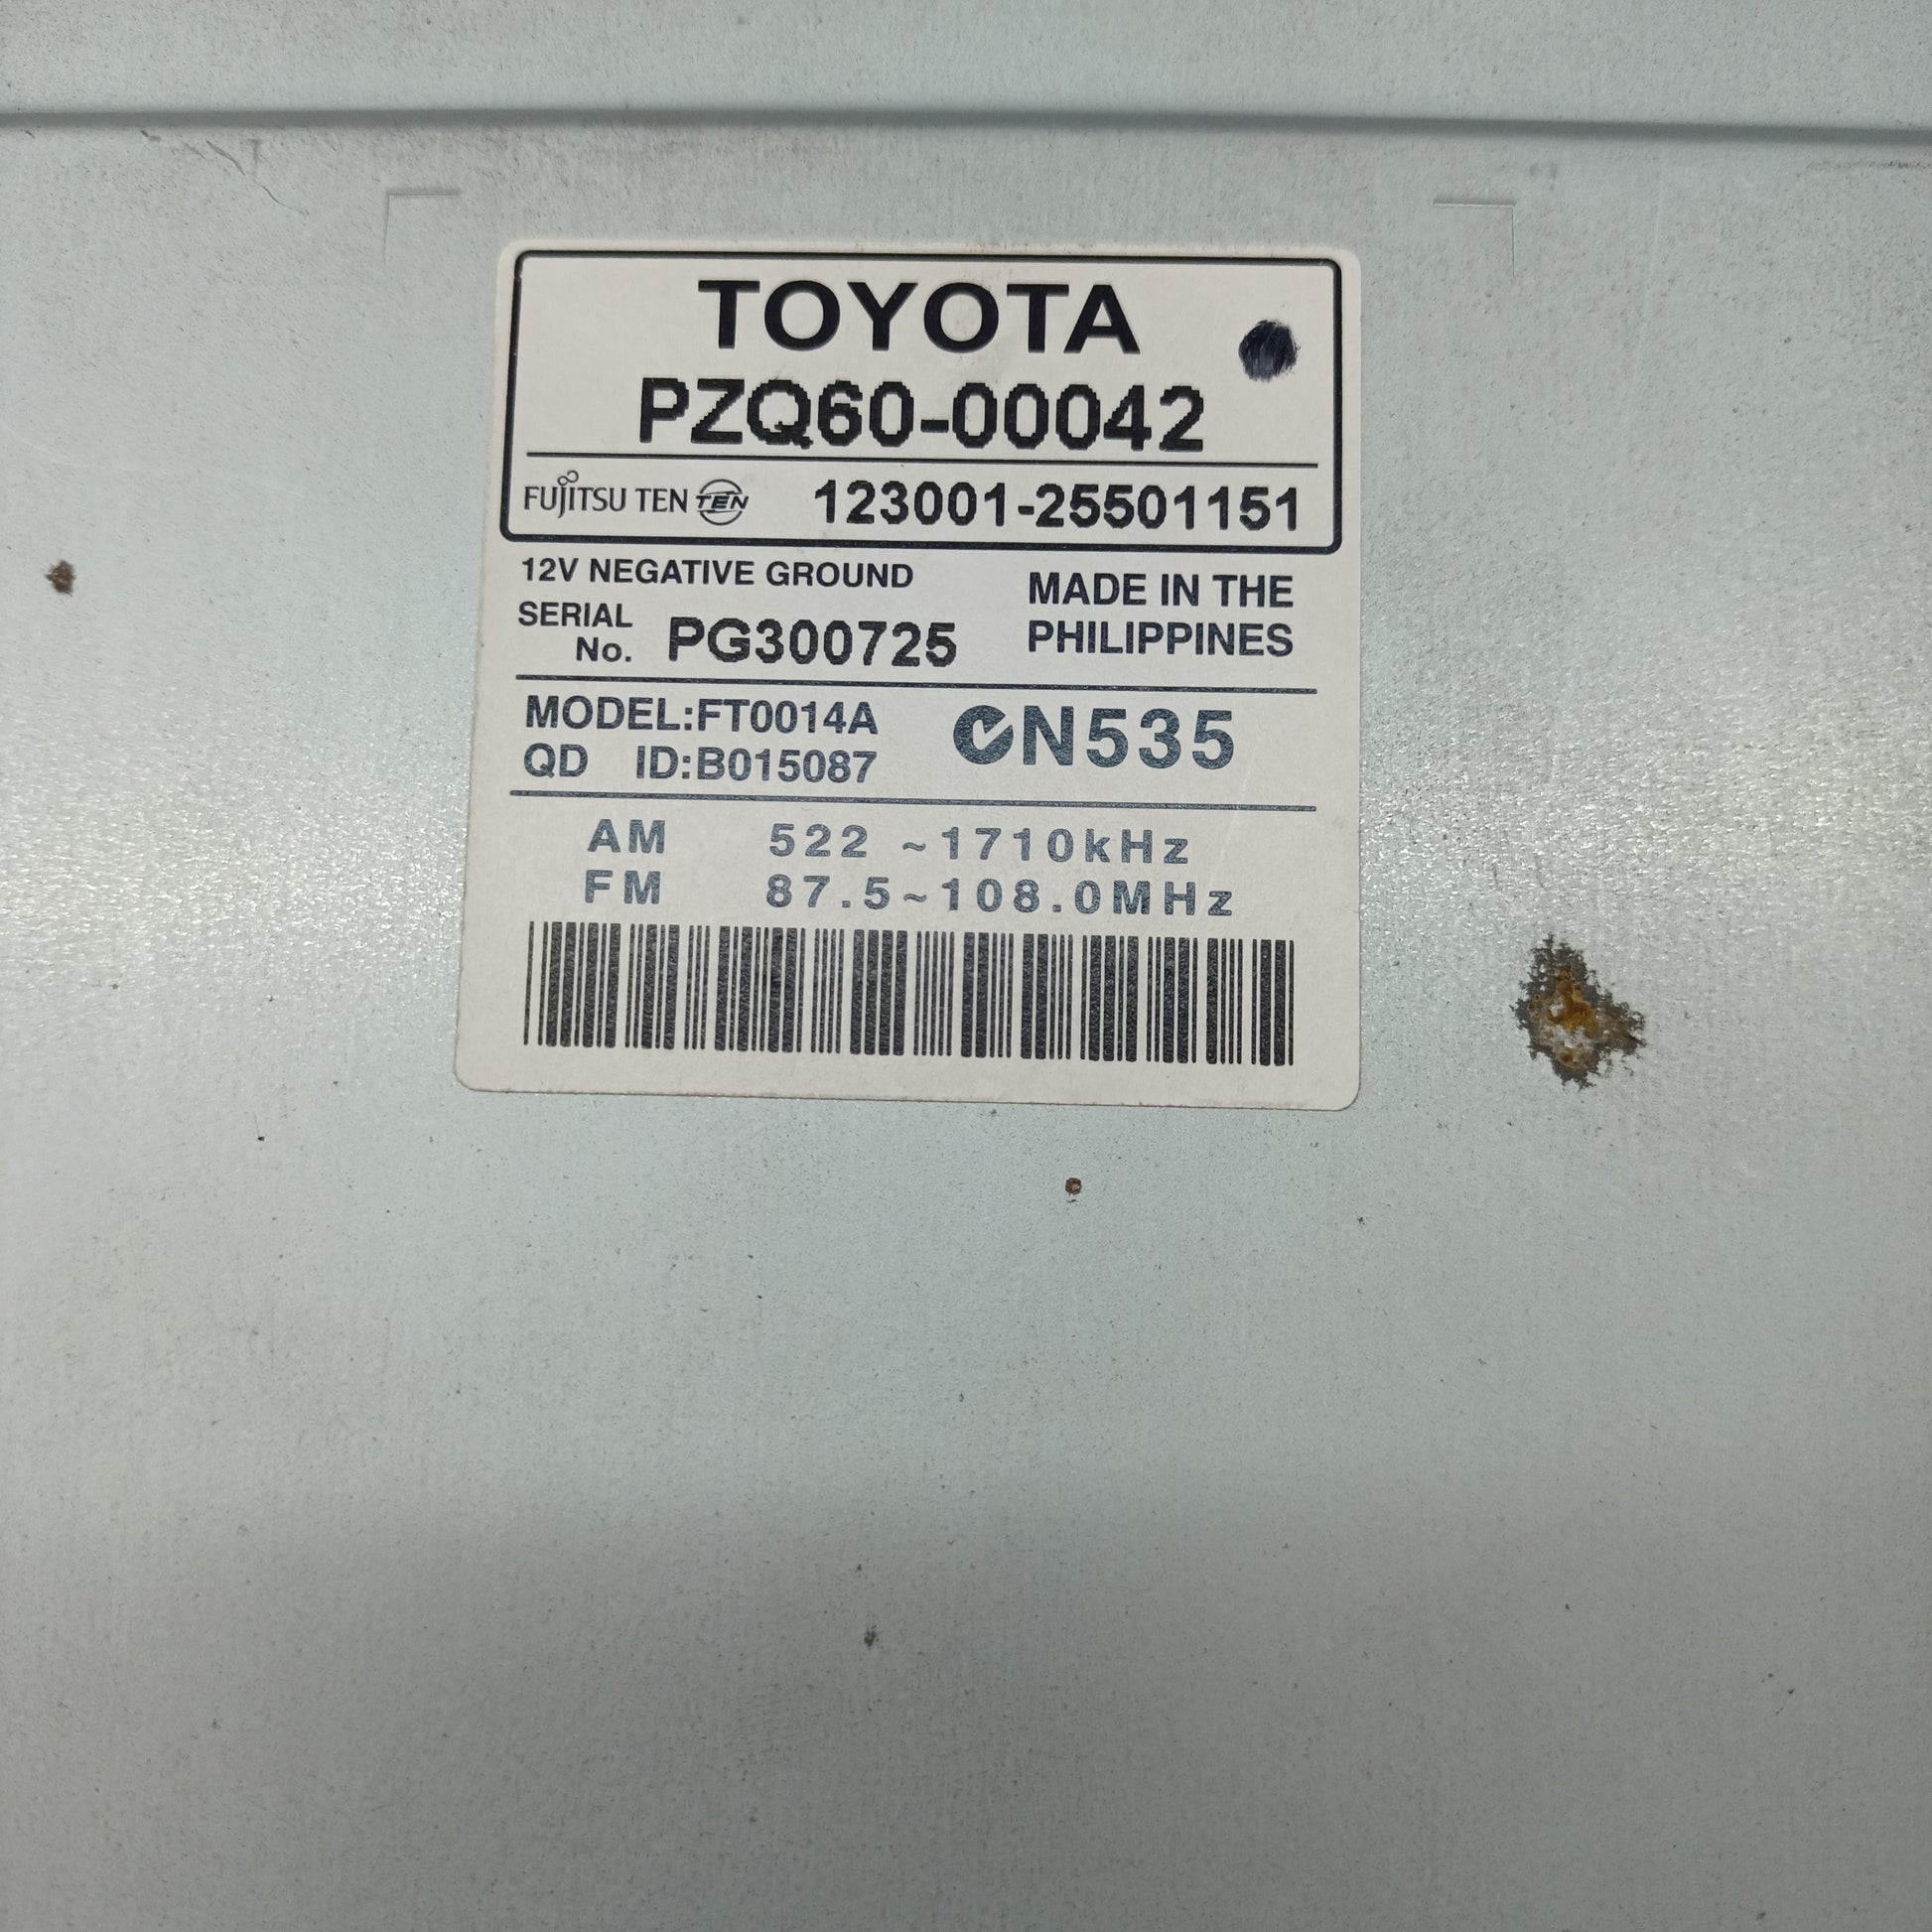 TOYOTA
PZQ60-00042
FUJITSU TEN TEN 123001-25501151
12V NEGATIVE GROUND
SERIAL No. PG300725
MADE IN THE
PHILIPPINES
MODEL:FT0014A
QD ID:B015087
N535
AM 522 ~1710kHz
FM 87.5~108.0MHz